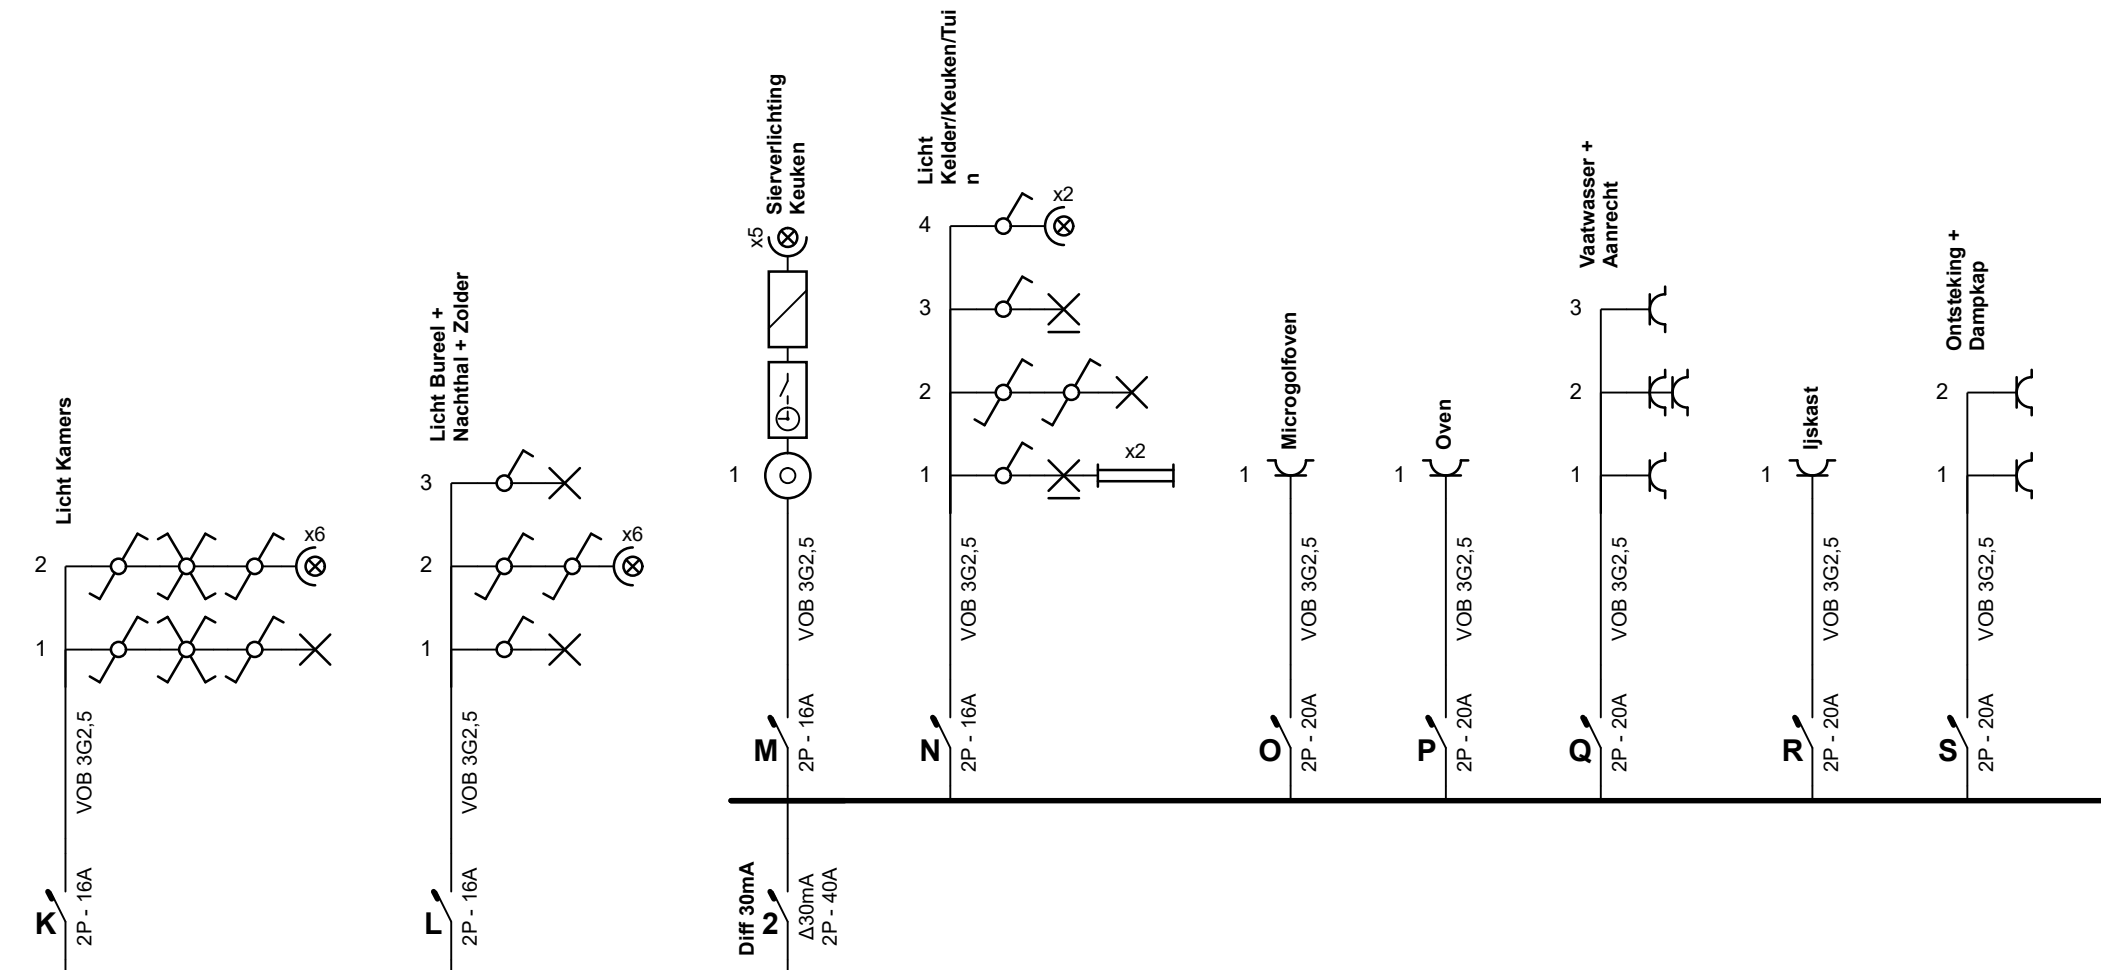 Licht Kamers
2
x6
1
VOB 3G2,5
K
2P - 16A
Licht Bureel +
Nachthal + Zolder
3
2
x6
1
VOB 3G2,5
L
2P - 16A
Sierverlichting
Keuken
x5
1
VOB 3G2,5
M
2P - 16A
Diff 30mA
2
Δ30mA
2P - 40A
Licht
Kelder/Keuken/Tui
n
4
x2
3
2
1
x2
VOB 3G2,5
N
2P - 16A
Microgolfoven
1
VOB 3G2,5
O
2P - 20A
Oven
1
VOB 3G2,5
P
2P - 20A
Vaatwasser +
Aanrecht
3
2
1
VOB 3G2,5
Q
2P - 20A
Ijskast
1
VOB 3G2,5
R
2P - 20A
Ontsteking +
Dampkap
2
1
VOB 3G2,5
S
2P - 20A